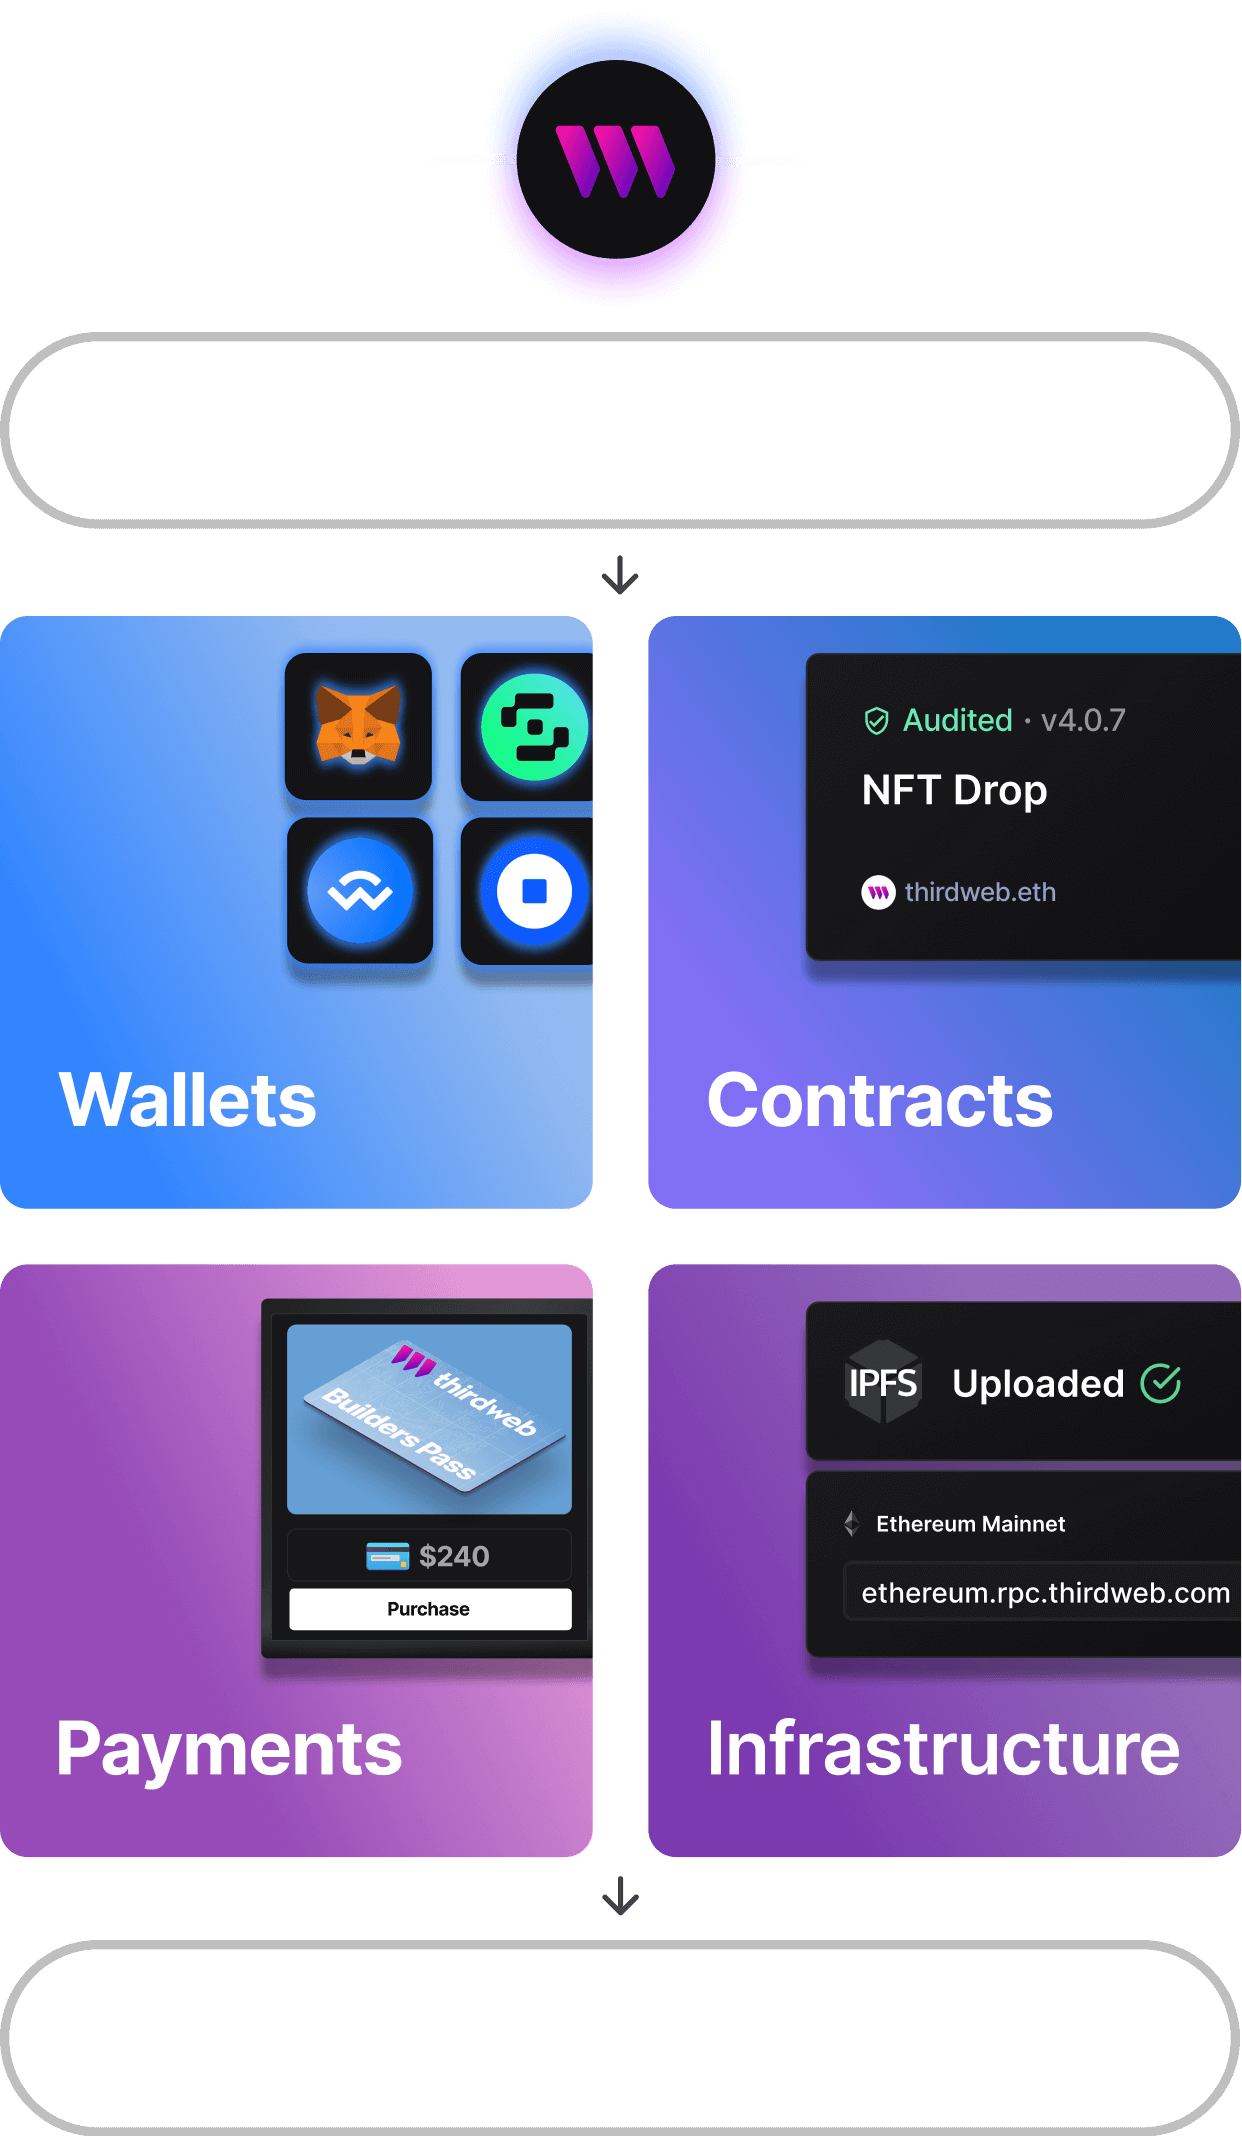 Wallets
Audited · v4.0.7
NFT Drop
thirdweb.eth
Contracts
thirdweb
Builders Pass
$240
Purchase
Payments
IPFS
Uploaded
Ethereum Mainnet
ethereum.rpc.thirdweb.com
Infrastructure